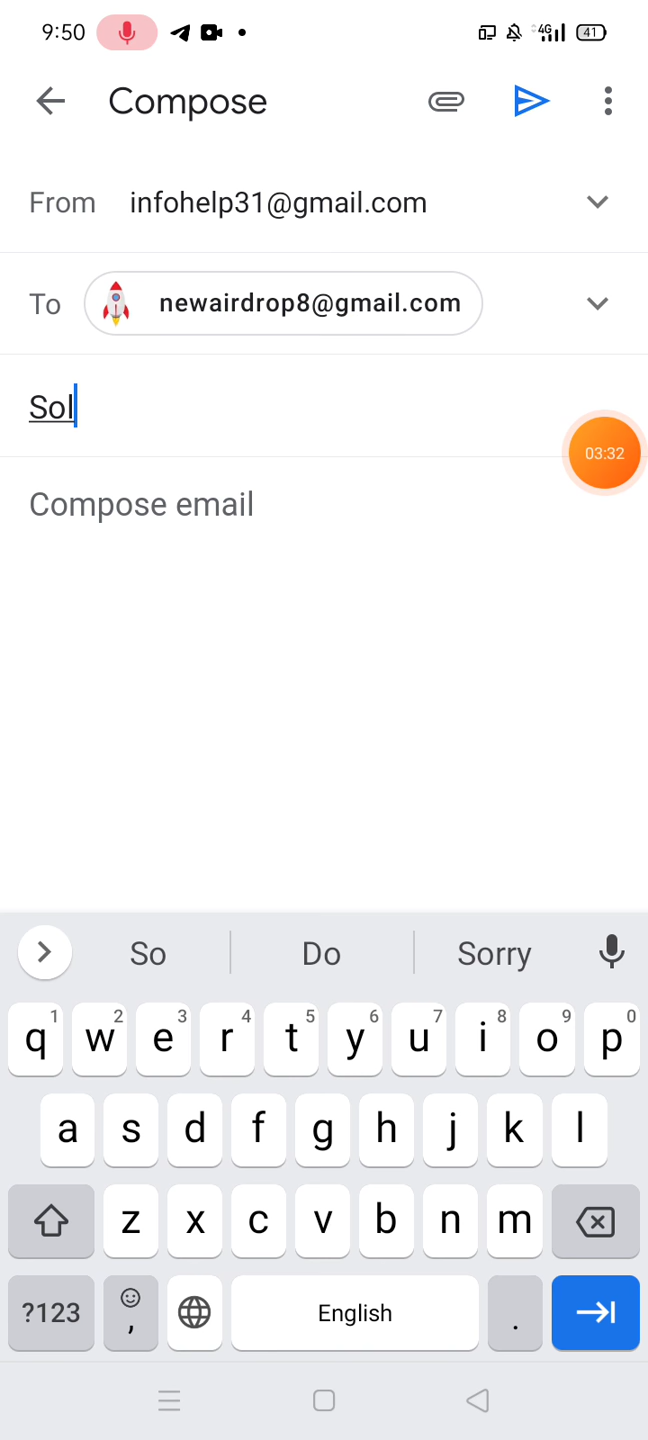 9:50 4G 41
Compose
From infohelp31@gmail.com
To newairdrop8@gmail.com
Sol
03:32
Compose email
So Do Sorry
1 2 3 4 5 6 7 8 9 0
q w e r t y u i o p
a s d f g h j k l
z x c v b n m
?123 , English .